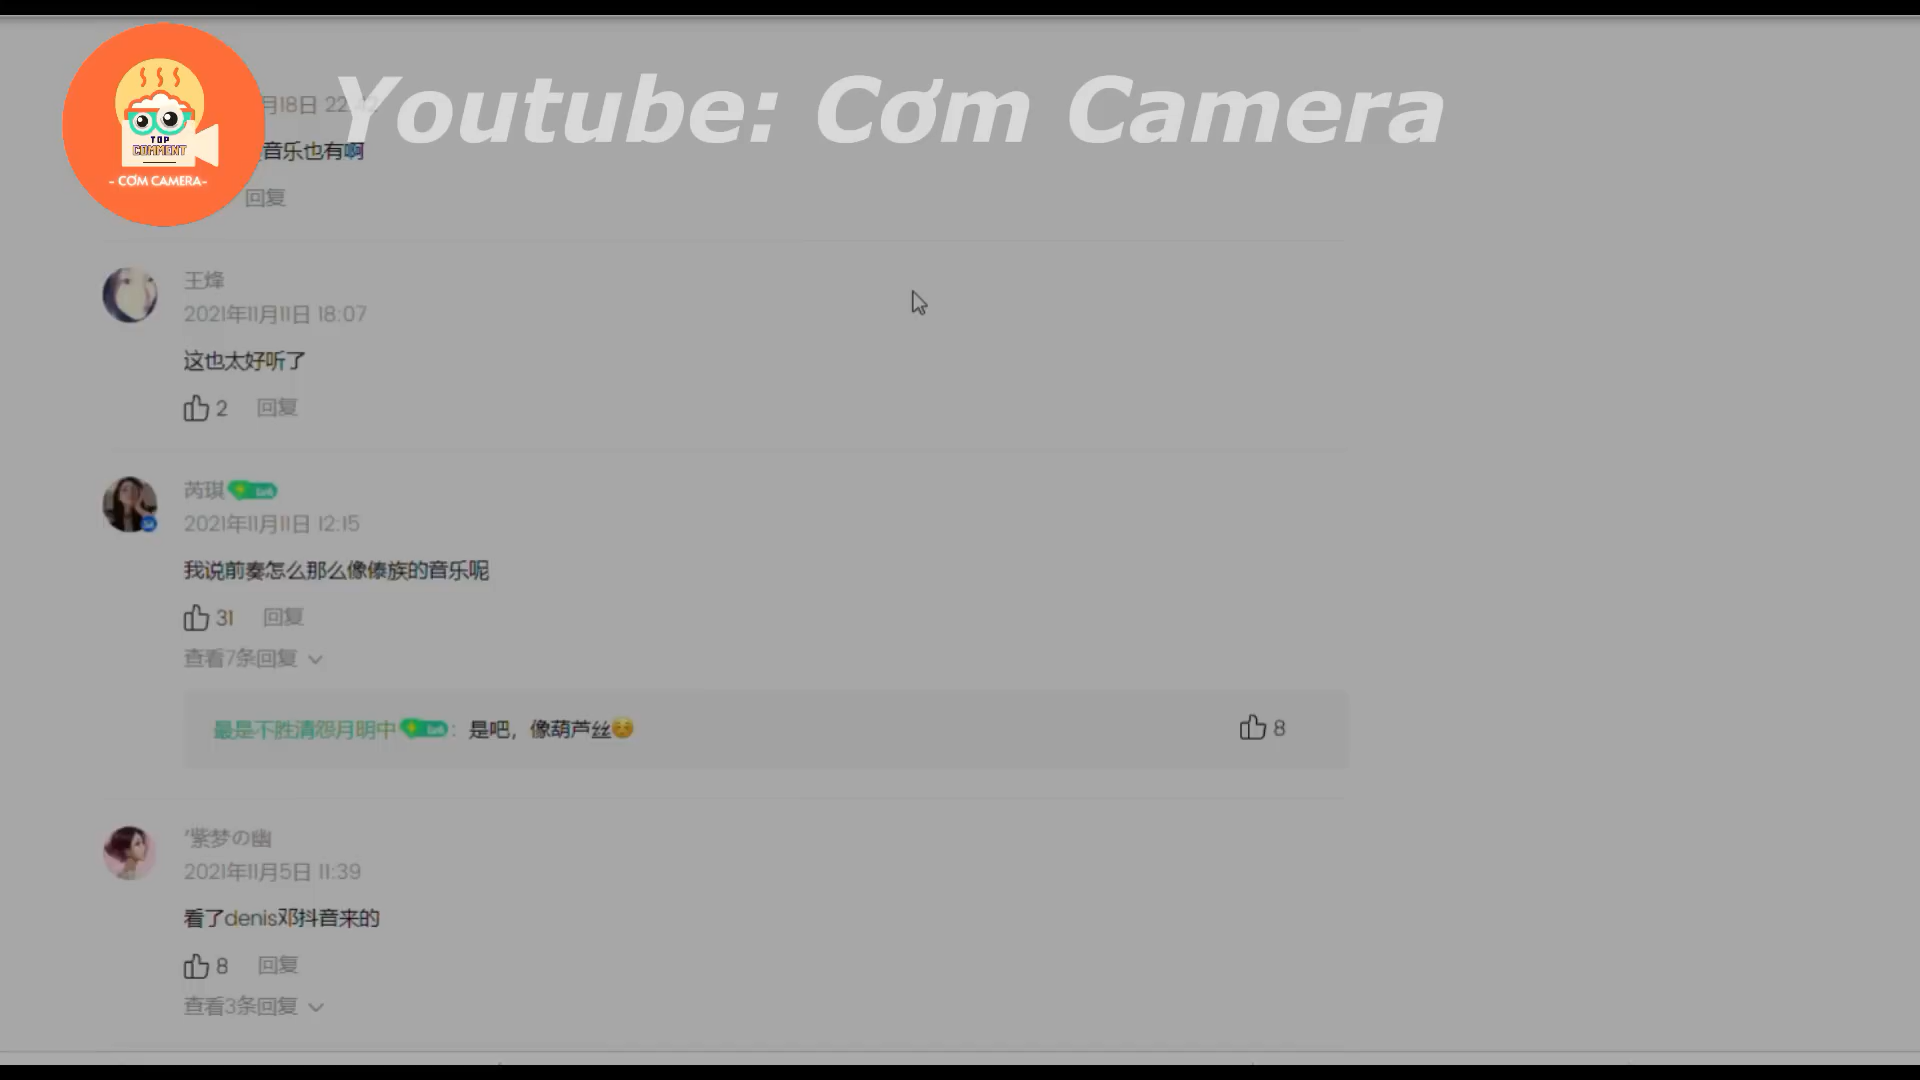 Youtube: Cơm Camera
TOP
COMMENT
- CƠM CAMERA-
月18日 22:42
音乐也有啊
回复
王烽
2021年11月11日 18:07
这也太好听了
2 回复
芮琪
2021年11月11日 12:15
我说前奏怎么那么像傣族的音乐呢
31 回复
查看7条回复
最是不胜清怨月明中 : 是吧，像葫芦丝☺️ 8
'紫梦の幽
2021年11月5日 11:39
看了denis邓抖音来的
8 回复
查看3条回复